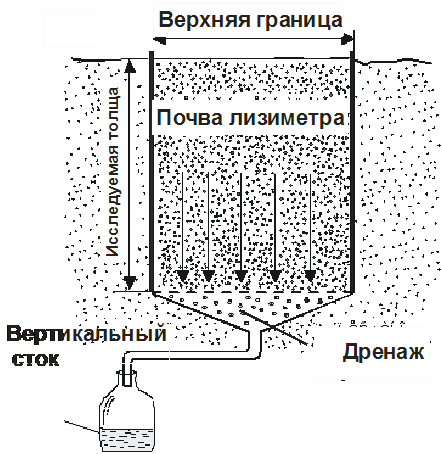 Верхняя граница
Почва лизиметра
Исследуемая толща
Вертикальный
сток
Дренаж